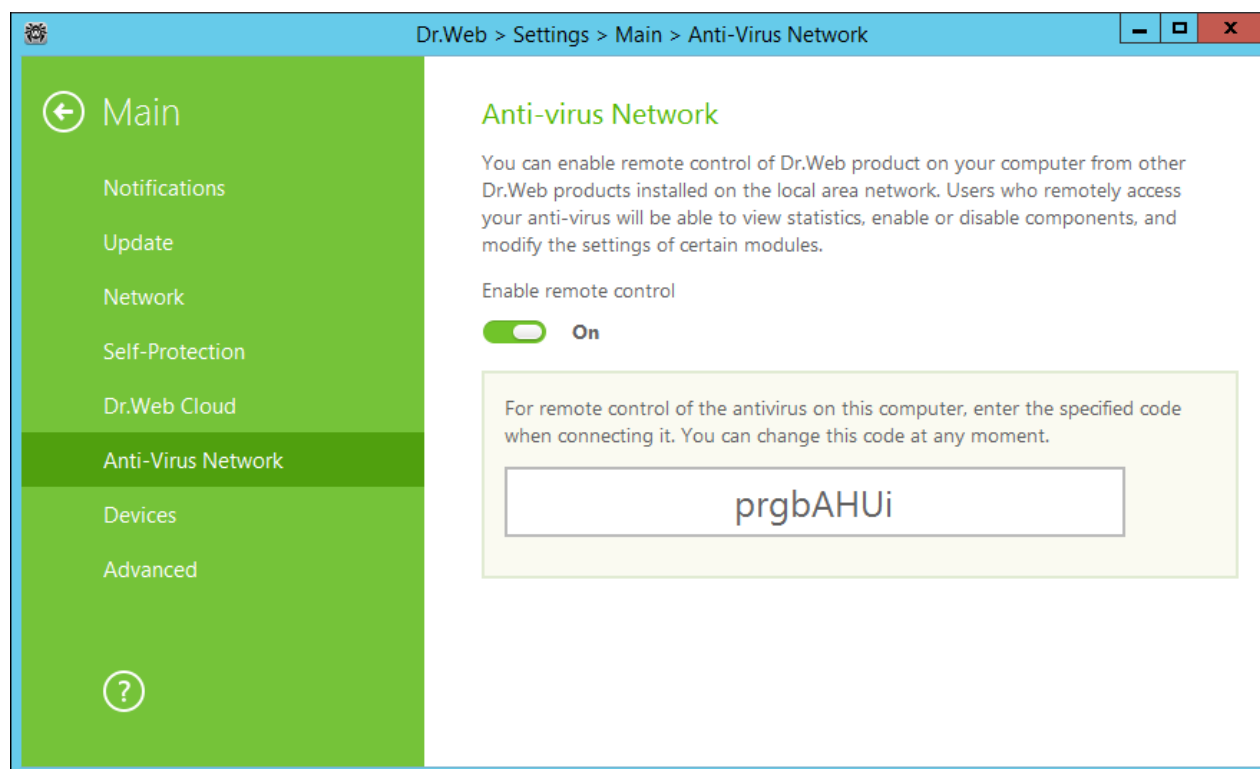 Dr.Web > Settings > Main > Anti-Virus Network
Main
Notifications
Update
Network
Self-Protection
Dr.Web Cloud
Anti-Virus Network
Devices
Advanced
?
Anti-virus Network
You can enable remote control of Dr.Web product on your computer from other
Dr.Web products installed on the local area network. Users who remotely access
your anti-virus will be able to view statistics, enable or disable components, and
modify the settings of certain modules.
Enable remote control
On
For remote control of the antivirus on this computer, enter the specified code
when connecting it. You can change this code at any moment.
prgbAHUi